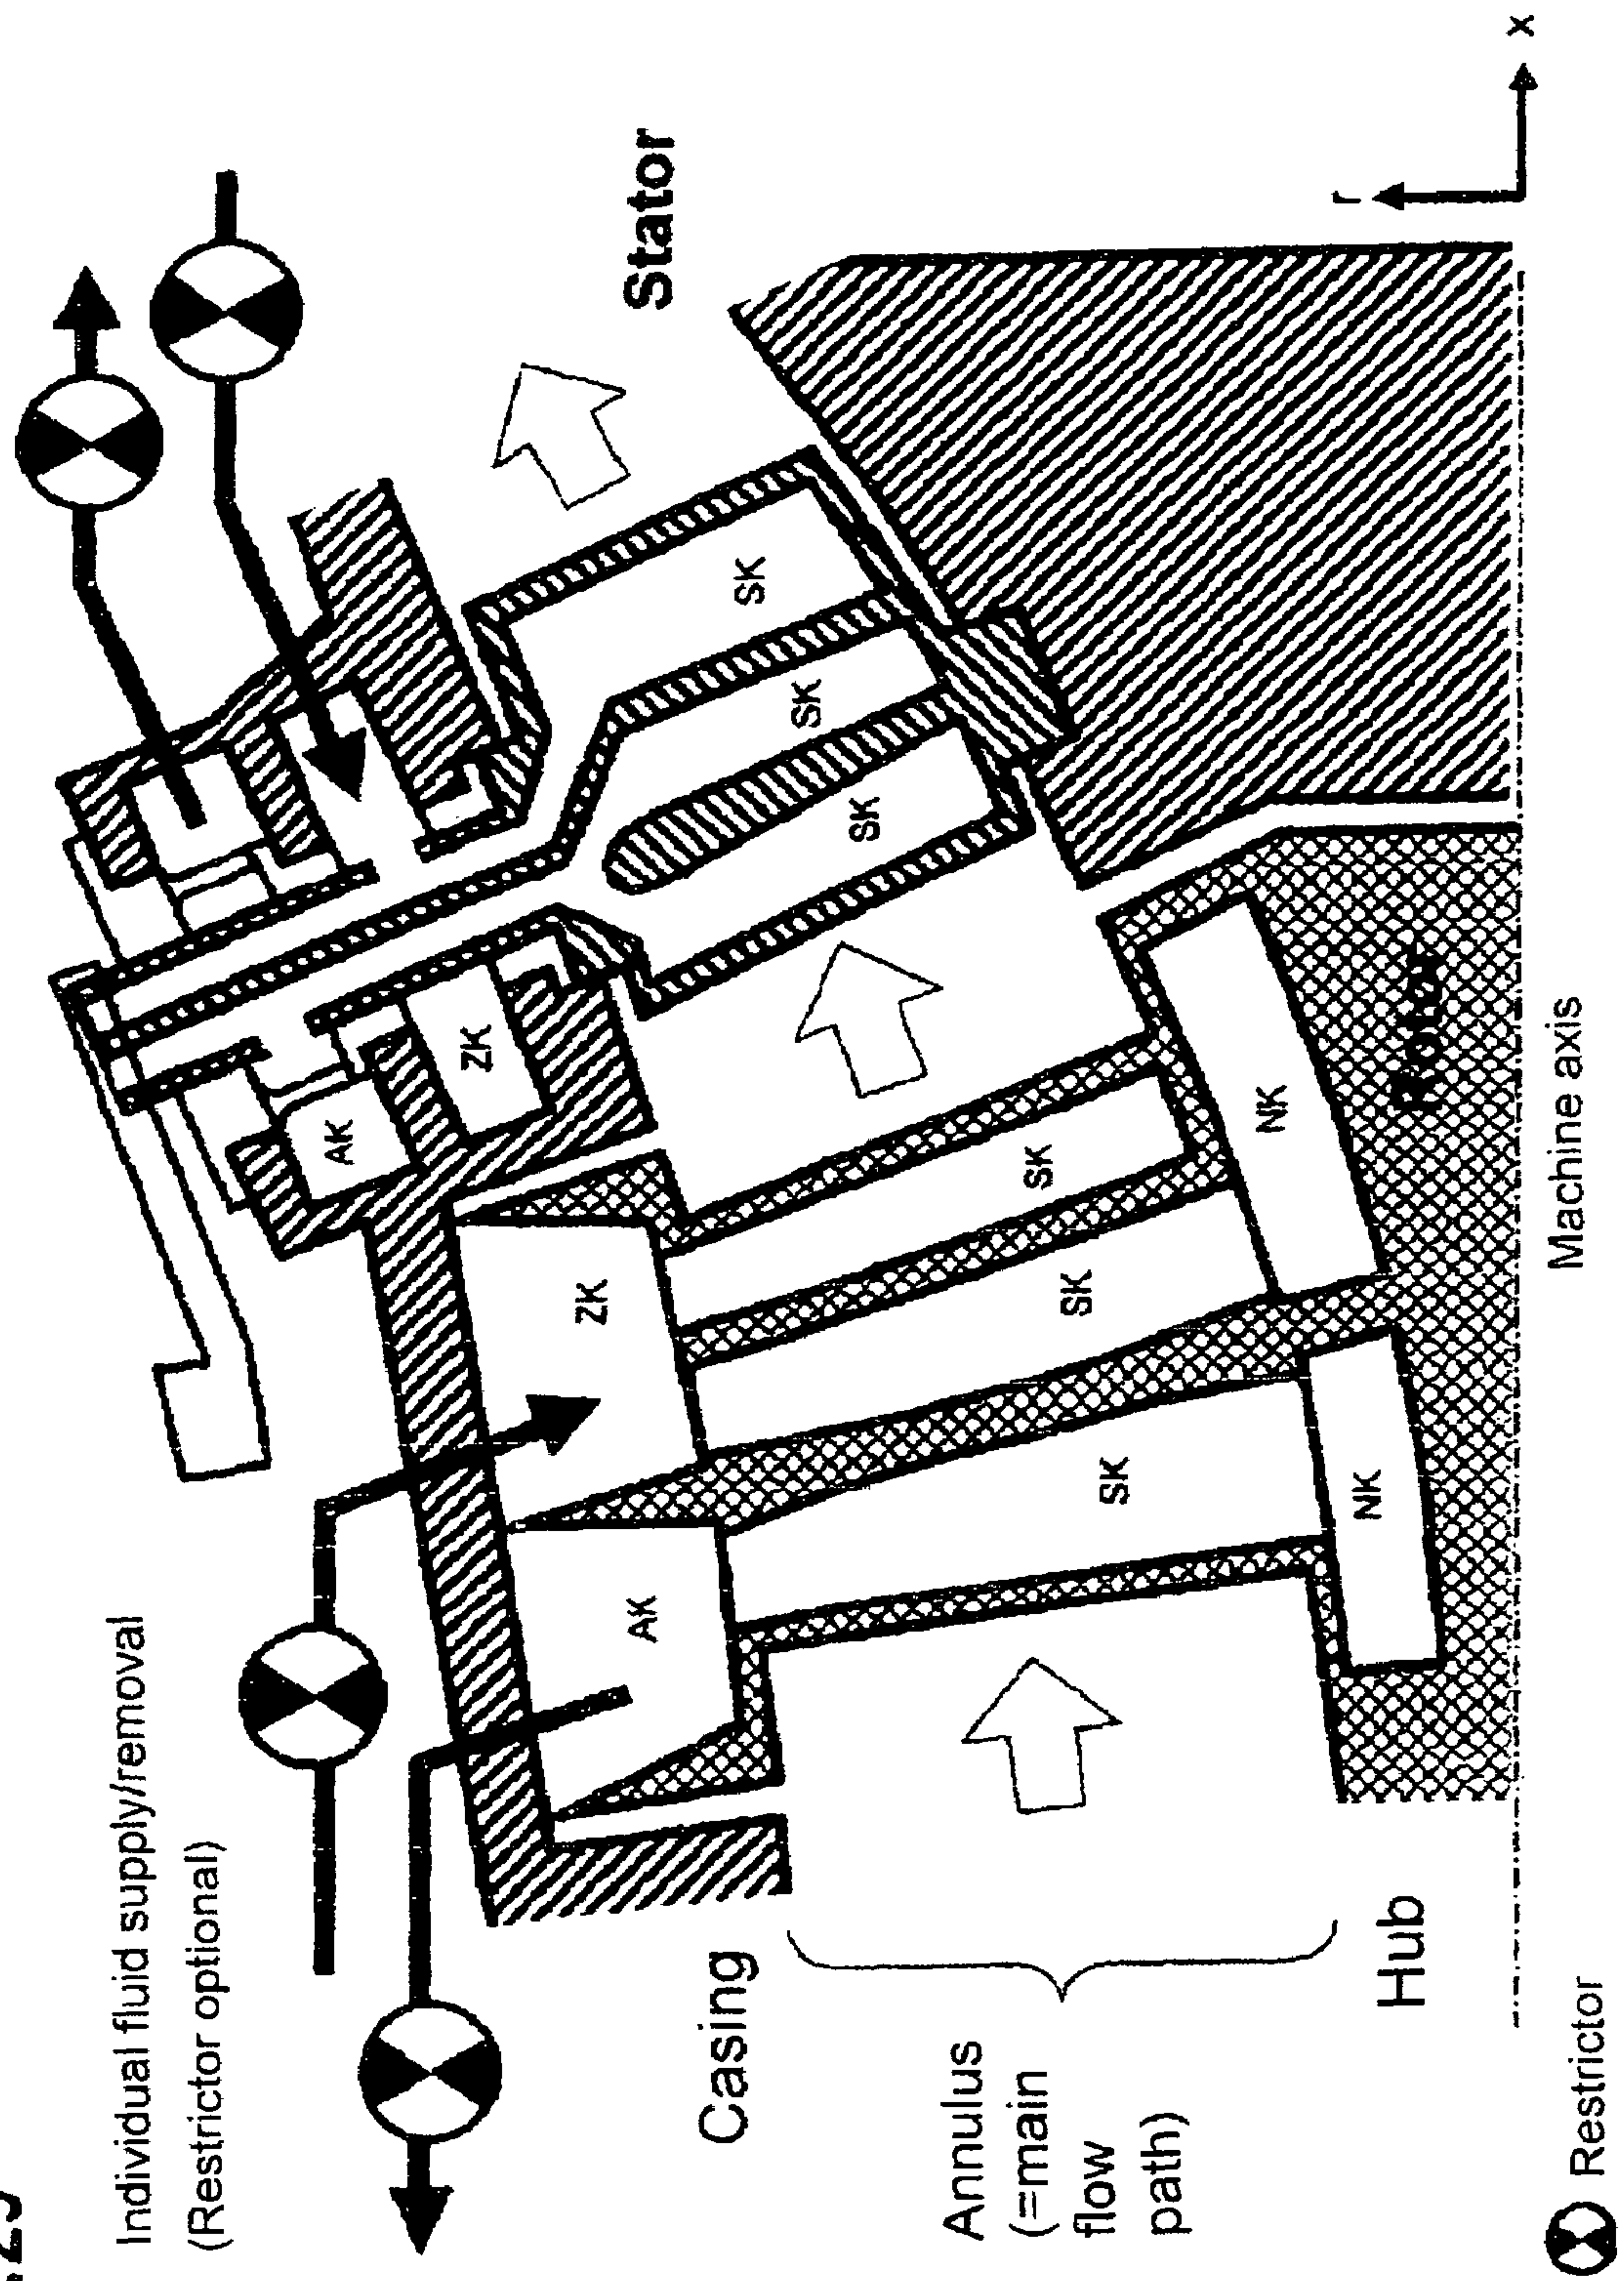 Individual fluid supply/removal
(Restrictor optional)
Casing
Annulus
(=main
flow
path)
Hub
Stator
Rotor
AK
ZK
AK
ZK
SK
SK
SK
SK
SK
SK
NK
NK
r
x
Machine axis
Restrictor